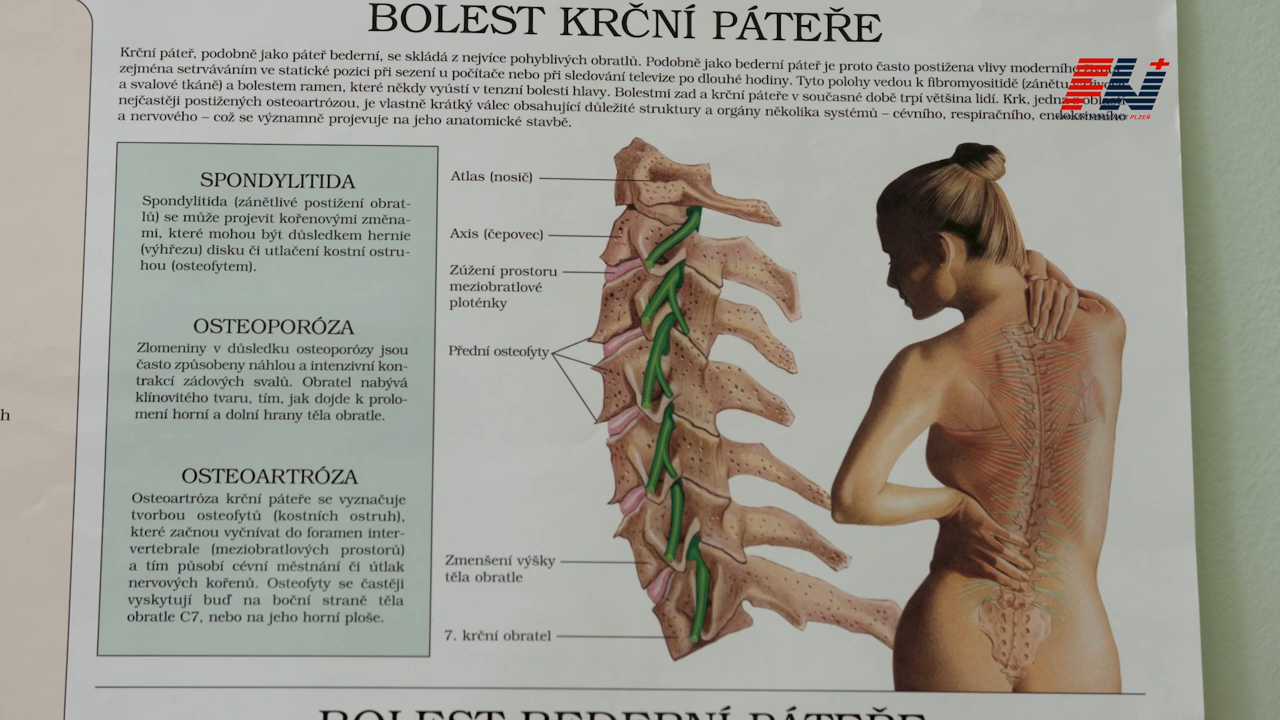 BOLEST KRČNÍ PÁTEŘE
Krční páteř, podobně jako páteř bederní, se skládá z nejvíce pohyblivých obratlů. Podobně jako bederní páteř je proto často postižena vlivy moderního života
zejména setrváváním ve statické pozici při sezení u počítače nebo při sledování televize po dlouhé hodiny. Tyto polohy vedou k fibromyositidě (zánětu
a svalové tkáně) a bolestem ramen, které někdy vyústí v tenzní bolesti hlavy. Bolestmi zad a krční páteře v současné době trpí většina lidí. Krk, jedna
nejčastěji postižených osteoartrózou, je vlastně krátký válec obsahující důležité struktury a orgány několika systémů – cévního, respiračního, endokrinního
a nervového – což se významně projevuje na jeho anatomické stavbě.
SPONDYLITIDA
Spondylitida (zánětlivé postižení obrat-
lů) se může projevit kořenovými změna-
mi, které mohou být důsledkem hernie
(výhřezu) disku či utlačení kostní ostru-
hou (osteofytem).
OSTEOPORÓZA
Zlomeniny v důsledku osteoporózy jsou
často způsobeny náhlou a intenzivní kon-
trakcí zádových svalů. Obratel nabývá
klínovitého tvaru, tím, jak dojde k prolo-
mení horní a dolní hrany těla obratle.
OSTEOARTRÓZA
Osteoartróza krční páteře se vyznačuje
tvorbou osteofytů (kostních ostruh),
které začnou vyčnívat do foramen inter-
vertebrale (meziobratlových prostorů)
a tím působí cévní městnání či útlak
nervových kořenů. Osteofyty se častěji
vyskytují buď na boční straně těla
obratle C7, nebo na jeho horní ploše.
Atlas (nosič)
Axis (čepovec)
Zúžení prostoru
meziobratlové
ploténky
Přední osteofyty
Zmenšení výšky
těla obratle
7. krční obratel
h
BOLEST BEDERNÍ PÁTEŘE